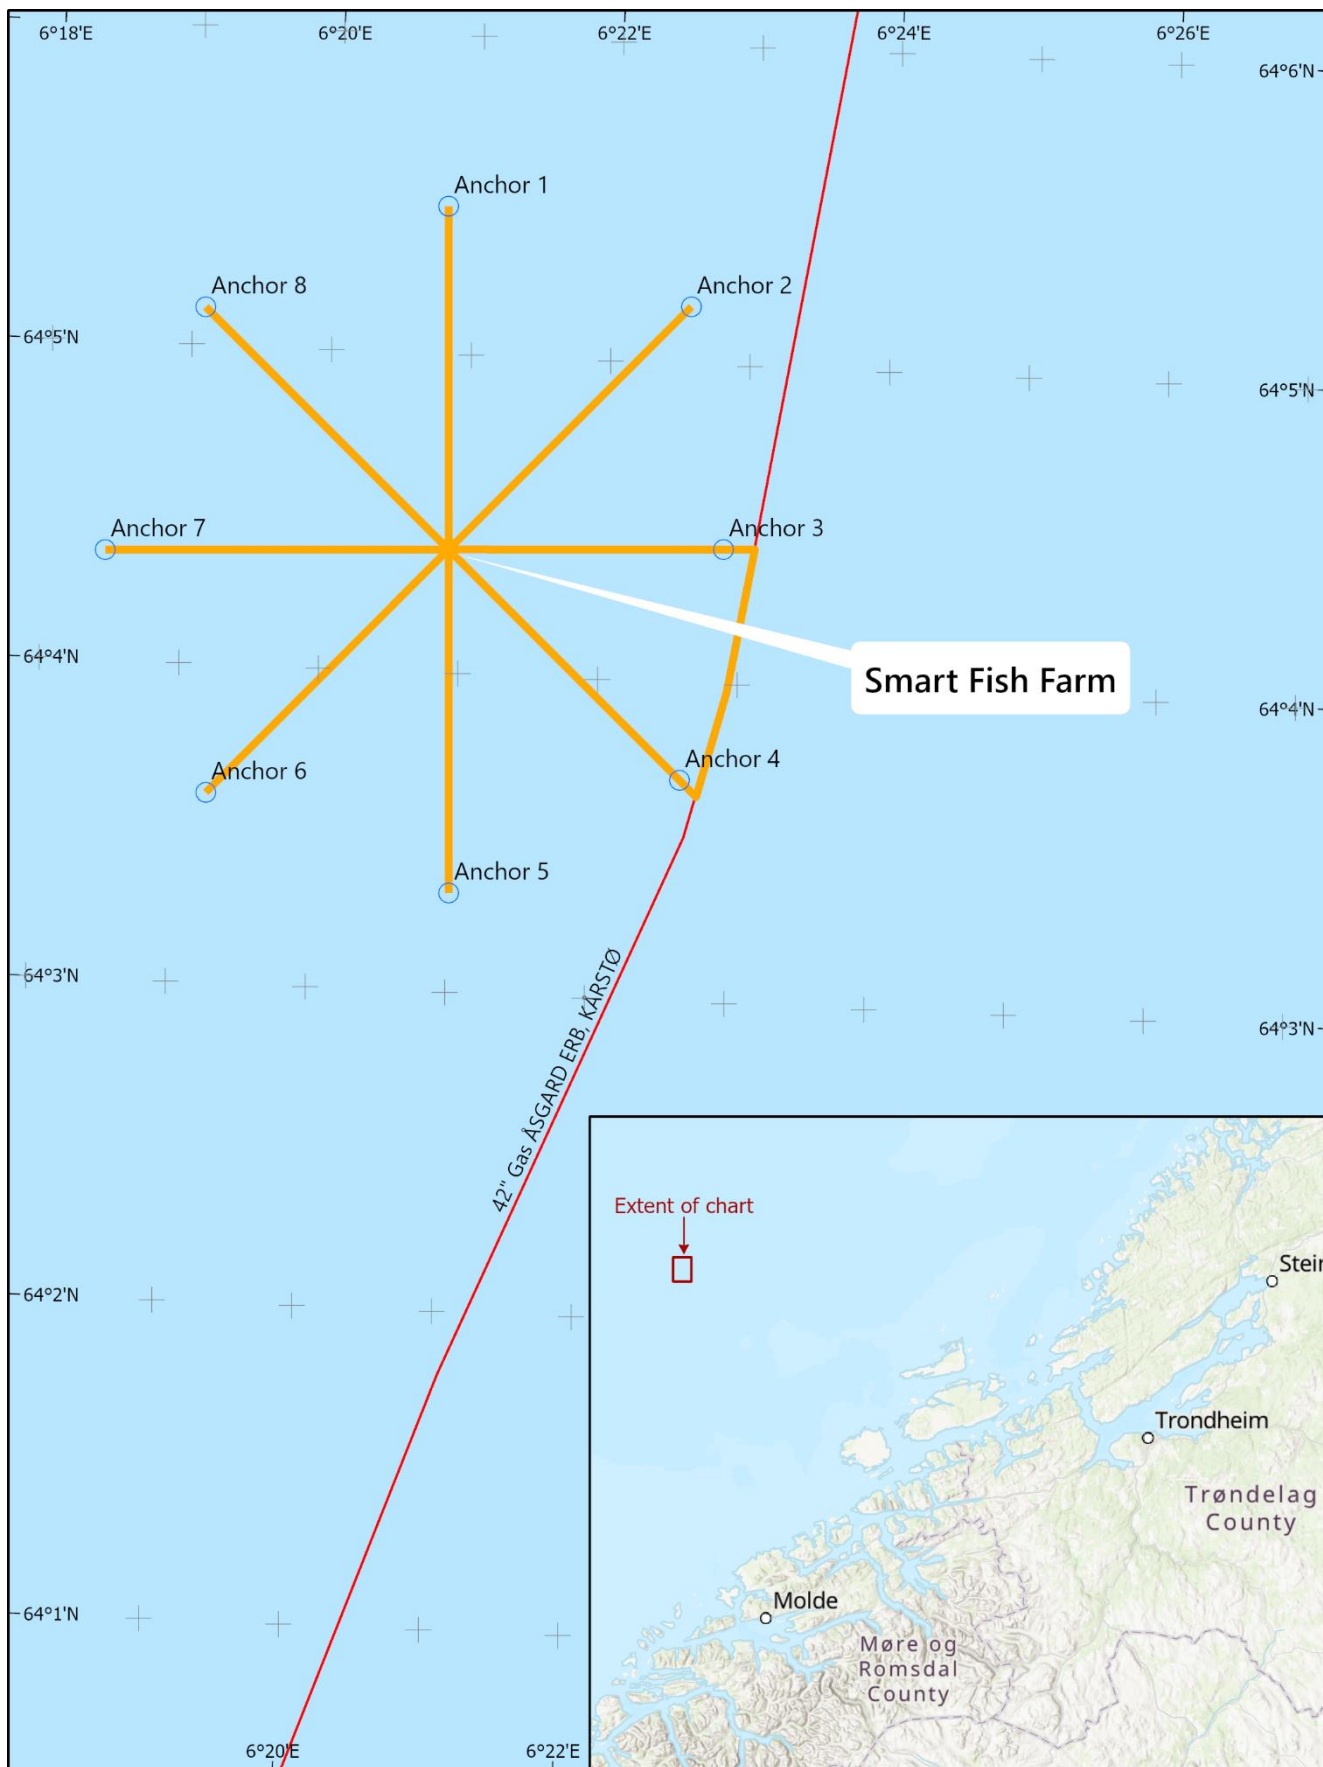 6°18'E
6°20'E
6°22'E
6°24'E
6°26'E
64°6'N
Anchor 1
Anchor 8
Anchor 2
64°5'N
64°5'N
Anchor 7
Anchor 3
64°4'N
Smart Fish Farm
64°4'N
Anchor 4
Anchor 6
Anchor 5
64°3'N
64°3'N
42" Gas ÅSGARD ERB, KÅRSTØ
Extent of chart
Stein
64°2'N
Trondheim
Trøndelag
County
64°1'N
Molde
Møre og
Romsdal
County
6°20'E
6°22'E